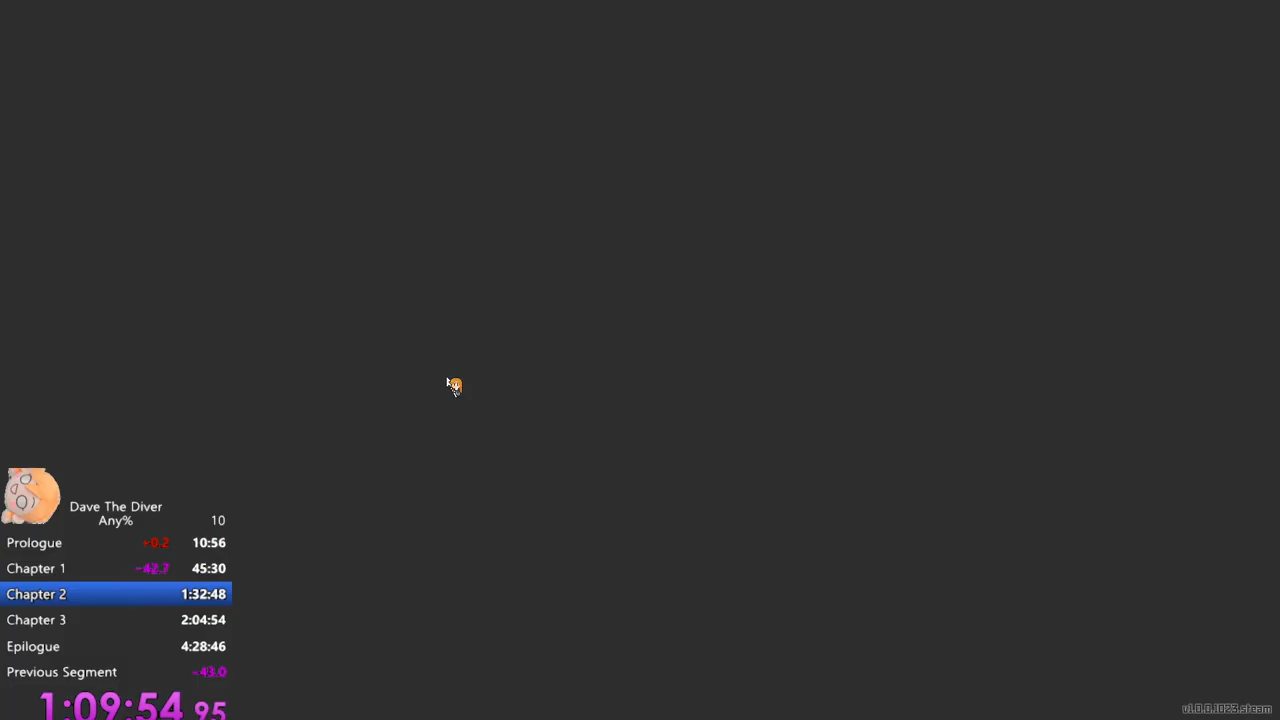 Dave The Diver
Any% 10
Prologue +0.2 10:56
Chapter 1 -42.7 45:30
Chapter 2 1:32:48
Chapter 3 2:04:54
Epilogue 4:28:46
Previous Segment -43.0
1:09:54 95
v1.0.0.1023.steam